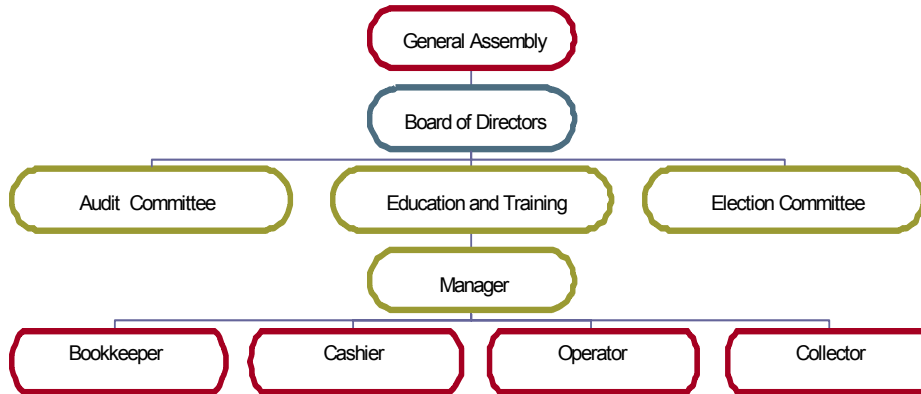 General Assembly
Board of Directors
Audit Committee
Education and Training
Election Committee
Manager
Bookkeeper
Cashier
Operator
Collector